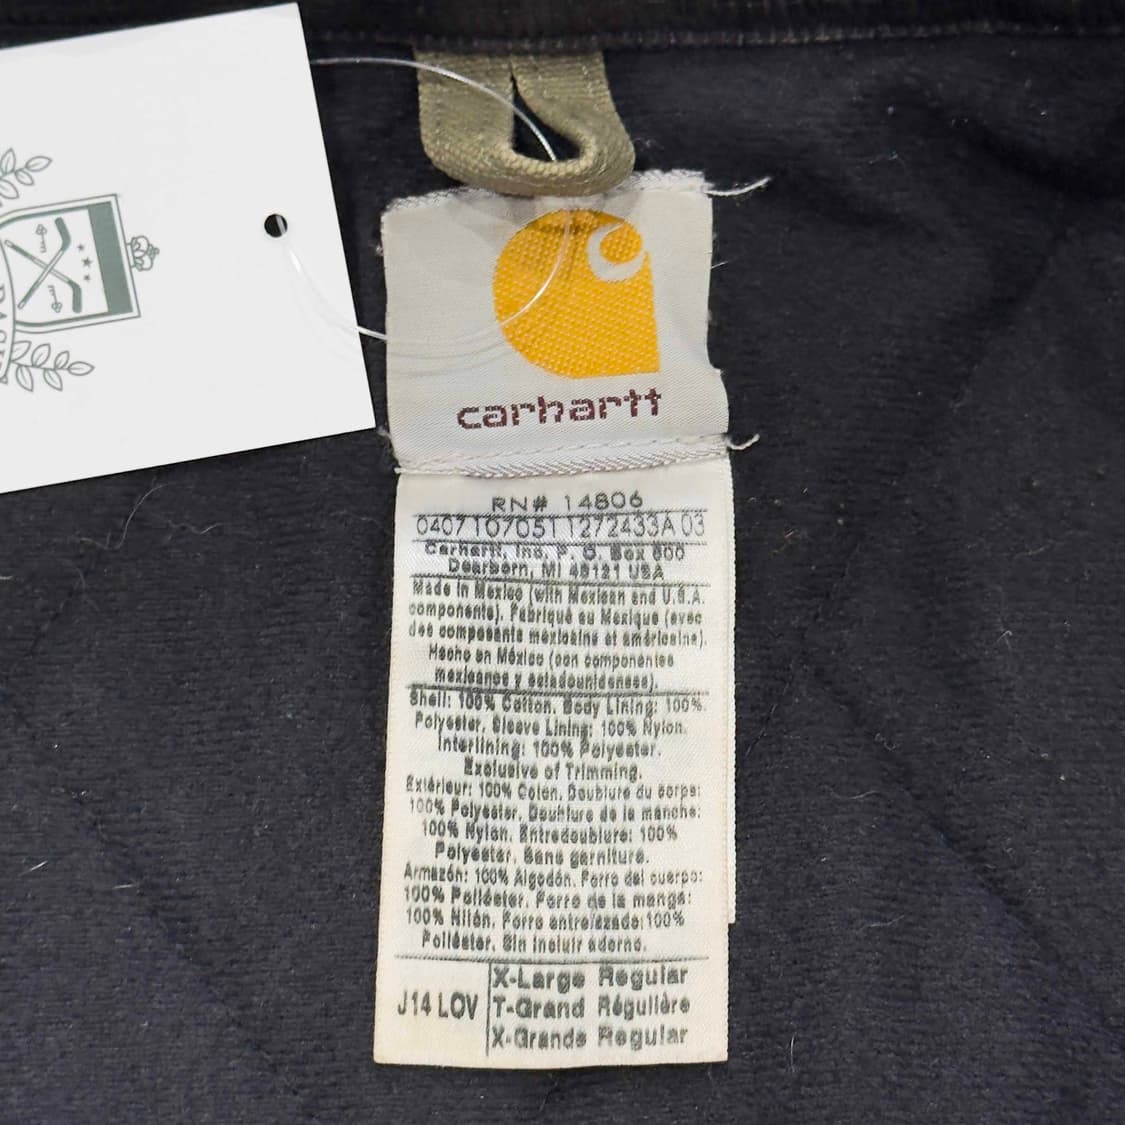 carhartt
RN# 14806
0407107051 1272433A 03
Carhartt, Inc. P. O. Box 600
Dearborn, MI 48121 USA
Made in Mexico (with Mexican and U.S.A.
components). Fabriqué au Mexique (avec
des composants mexicains et américains).
Hecho en México (con componentes
mexicanos y estadounidenses).
Shell: 100% Cotton. Body Lining: 100%
Polyester. Sleeve Lining: 100% Nylon.
Interlining: 100% Polyester.
Exclusive of Trimming.
Extérieur: 100% Coton. Doublure du corps:
100% Polyester. Doublure de la manche:
100% Nylon. Entredoublure: 100%
Polyester. Sans garniture.
Armazón: 100% Algodón. Forro del cuerpo:
100% Poliéster. Forro de la manga:
100% Nilón. Forro entrelazado: 100%
Poliéster. Sin incluir adorno.
J14 LOV
X-Large Regular
T-Grand Régulière
X-Grande Regular